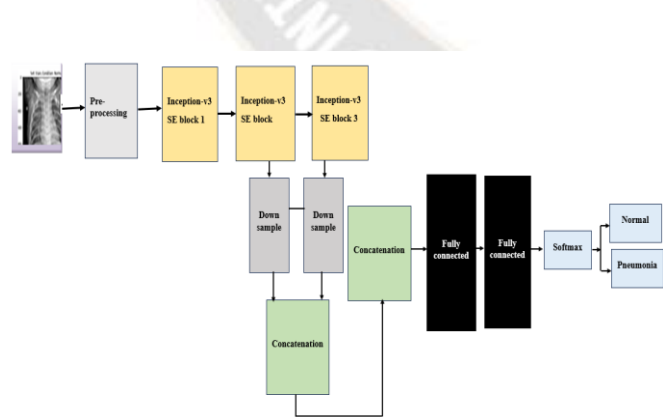 Pre-
processing
Inception-v3
SE block 1
Inception-v3
SE block
Inception-v3
SE block 3
Down
sample
Down
sample
Concatenation
Concatenation
Fully
connected
Fully
connected
Softmax
Normal
Pneumonia